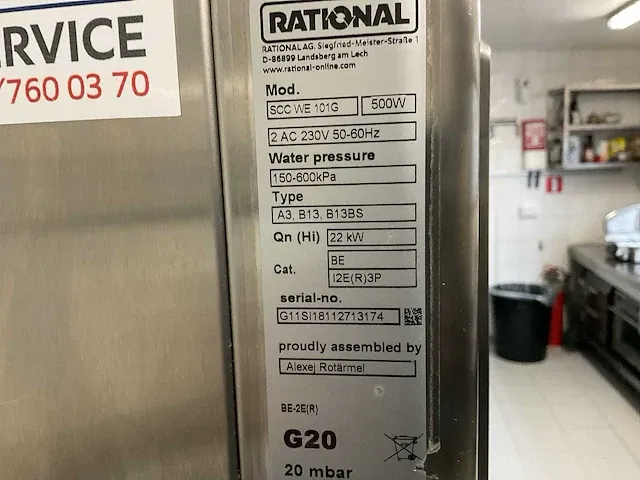 RVICE
/760 03 70
RATIONAL
RATIONAL AG. Siegfried-Meister-Straße 1
D-86899 Landsberg am Lech
www.rational-online.com
Mod.
SCC WE 101G 500W
2 AC 230V 50-60Hz
Water pressure
150-600kPa
Type
A3, B13, B13BS
Qn (Hi) 22 kW
Cat. BE
I2E(R)3P
serial-no.
G11SI18112713174
proudly assembled by
Alexej Rotärmel
BE-2E(R)
G20
20 mbar